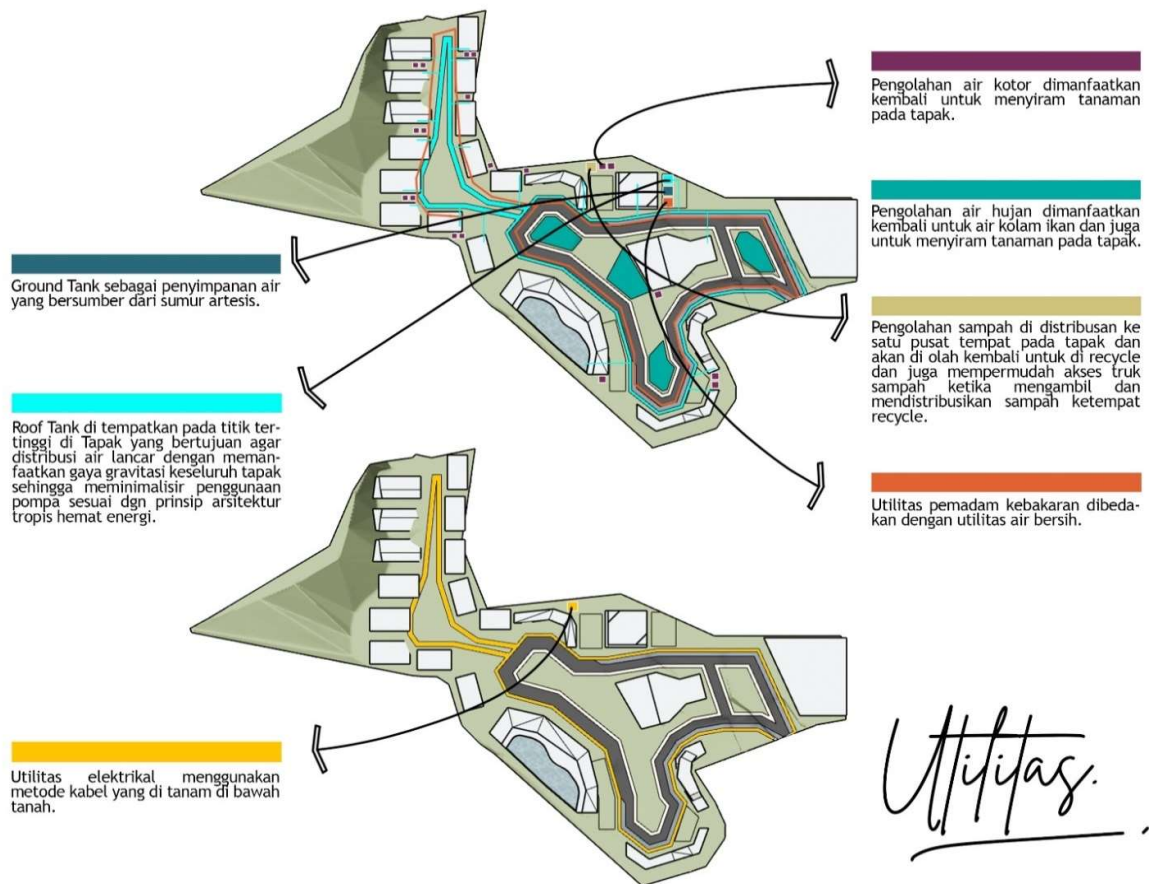 Pengolahan air kotor dimanfaatkan
kembali untuk menyiram tanaman
pada tapak.
Pengolahan air hujan dimanfaatkan
kembali untuk air kolam ikan dan juga
untuk menyiram tanaman pada tapak.
Ground Tank sebagai penyimpanan air
yang bersumber dari sumur artesis.
Pengolahan sampah di distribusan ke
satu pusat tempat pada tapak dan
akan di olah kembali untuk di recycle
dan juga mempermudah akses truk
sampah ketika mengambil dan
mendistribusikan sampah ketempat
recycle.
Roof Tank di tempatkan pada titik ter-
tinggi di Tapak yang bertujuan agar
distribusi air lancar dengan meman-
faatkan gaya gravitasi keseluruh tapak
sehingga meminimalisir penggunaan
pompa sesuai dgn prinsip arsitektur
tropis hemat energi.
Utilitas pemadam kebakaran dibeda-
kan dengan utilitas air bersih.
Utilitas elektrikal menggunakan
metode kabel yang di tanam di bawah
tanah.
Utilitas.